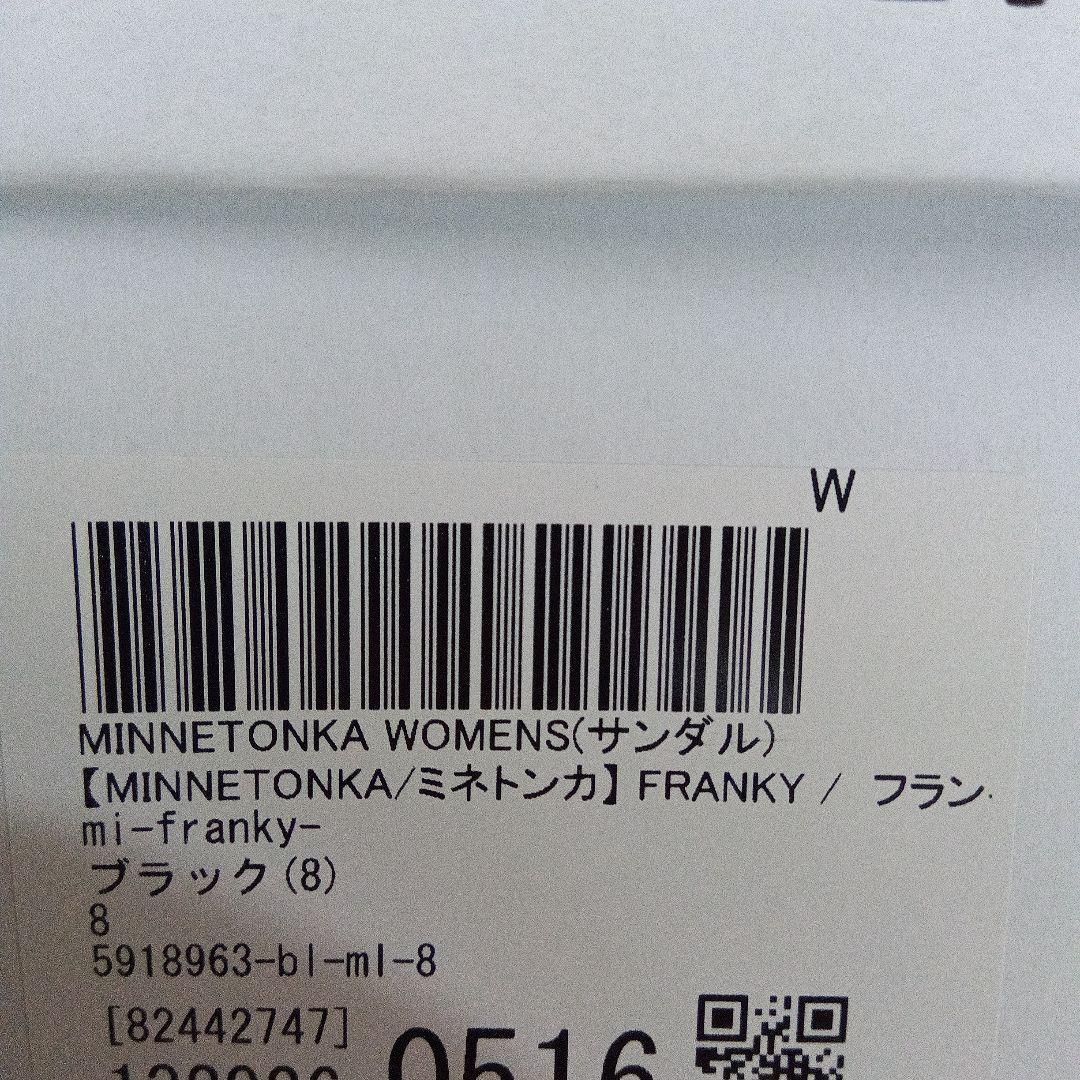 W
MINNETONKA WOMENS(サンダル)
【MINNETONKA/ミネトンカ】FRANKY / フラン
mi-franky-
ブラック(8)
8
5918963-bl-ml-8
[82442747]
0516